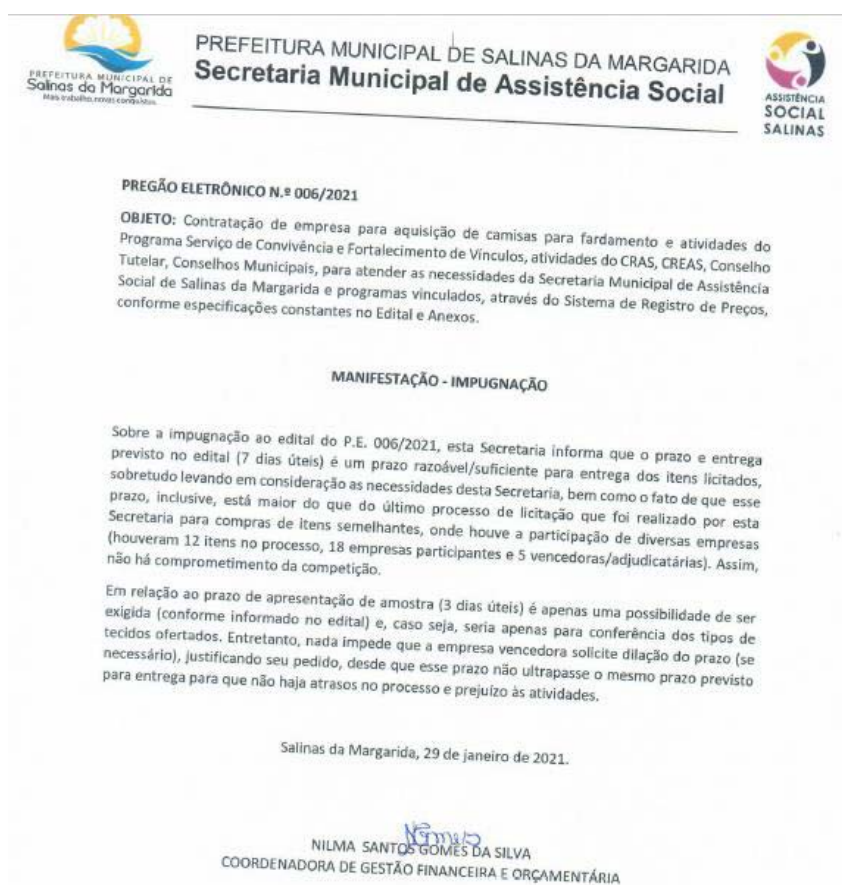 PREFEITURA MUNICIPAL DE
Salinas da Margarida
Mais trabalho, novas conquistas.
PREFEITURA MUNICIPAL DE SALINAS DA MARGARIDA
Secretaria Municipal de Assistência Social
ASSISTÊNCIA
SOCIAL
SALINAS
PREGÃO ELETRÔNICO N.º 006/2021
OBJETO: Contratação de empresa para aquisição de camisas para fardamento e atividades do
Programa Serviço de Convivência e Fortalecimento de Vínculos, atividades do CRAS, CREAS, Conselho
Tutelar, Conselhos Municipais, para atender as necessidades da Secretaria Municipal de Assistência
Social de Salinas da Margarida e programas vinculados, através do Sistema de Registro de Preços,
conforme especificações constantes no Edital e Anexos.
MANIFESTAÇÃO - IMPUGNAÇÃO
Sobre a impugnação ao edital do P.E. 006/2021, esta Secretaria informa que o prazo e entrega
previsto no edital (7 dias úteis) é um prazo razoável/suficiente para entrega dos itens licitados,
sobretudo levando em consideração as necessidades desta Secretaria, bem como o fato de que esse
prazo, inclusive, está maior do que do último processo de licitação que foi realizado por esta
Secretaria para compras de itens semelhantes, onde houve a participação de diversas empresas
(houveram 12 itens no processo, 18 empresas participantes e 5 vencedoras/adjudicatárias). Assim,
não há comprometimento da competição.
Em relação ao prazo de apresentação de amostra (3 dias úteis) é apenas uma possibilidade de ser
exigida (conforme informado no edital) e, caso seja, seria apenas para conferência dos tipos de
tecidos ofertados. Entretanto, nada impede que a empresa vencedora solicite dilação do prazo (se
necessário), justificando seu pedido, desde que esse prazo não ultrapasse o mesmo prazo previsto
para entrega para que não haja atrasos no processo e prejuízo às atividades.
Salinas da Margarida, 29 de janeiro de 2021.
NILMA SANTOS GOMES DA SILVA
COORDENADORA DE GESTÃO FINANCEIRA E ORÇAMENTÁRIA